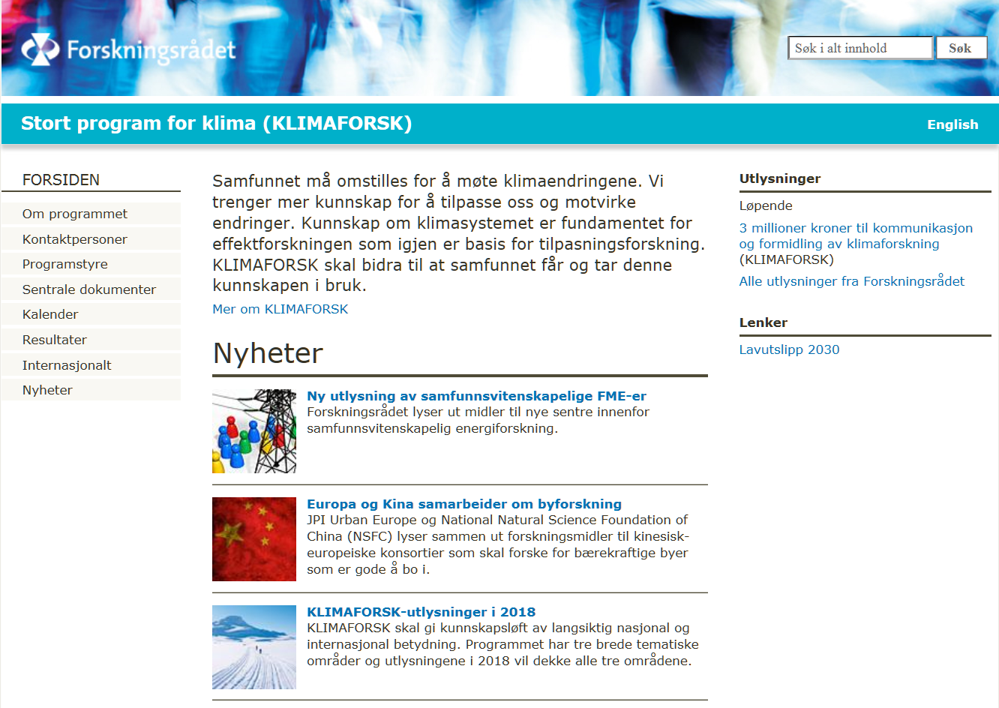 Forskningsrådet
Søk i alt innhold
Søk
Stort program for klima (KLIMAFORSK)
English
FORSIDEN
Om programmet
Kontaktpersoner
Programstyre
Sentrale dokumenter
Kalender
Resultater
Internasjonalt
Nyheter
Samfunnet må omstilles for å møte klimaendringene. Vi
trenger mer kunnskap for å tilpasse oss og motvirke
endringer. Kunnskap om klimasystemet er fundamentet for
effektforskningen som igjen er basis for tilpasningsforskning.
KLIMAFORSK skal bidra til at samfunnet får og tar denne
kunnskapen i bruk.
Mer om KLIMAFORSK
Nyheter
Ny utlysning av samfunnsvitenskapelige FME-er
Forskningsrådet lyser ut midler til nye sentre innenfor
samfunnsvitenskapelig energiforskning.
Europa og Kina samarbeider om byforskning
JPI Urban Europe og National Natural Science Foundation of
China (NSFC) lyser sammen ut forskningsmidler til kinesisk-
europeiske konsortier som skal forske for bærekraftige byer
som er gode å bo i.
KLIMAFORSK-utlysninger i 2018
KLIMAFORSK skal gi kunnskapsløft av langsiktig nasjonal og
internasjonal betydning. Programmet har tre brede tematiske
områder og utlysningene i 2018 vil dekke alle tre områdene.
Utlysninger
Løpende
3 millioner kroner til kommunikasjon
og formidling av klimaforskning
(KLIMAFORSK)
Alle utlysninger fra Forskningsrådet
Lenker
Lavutslipp 2030